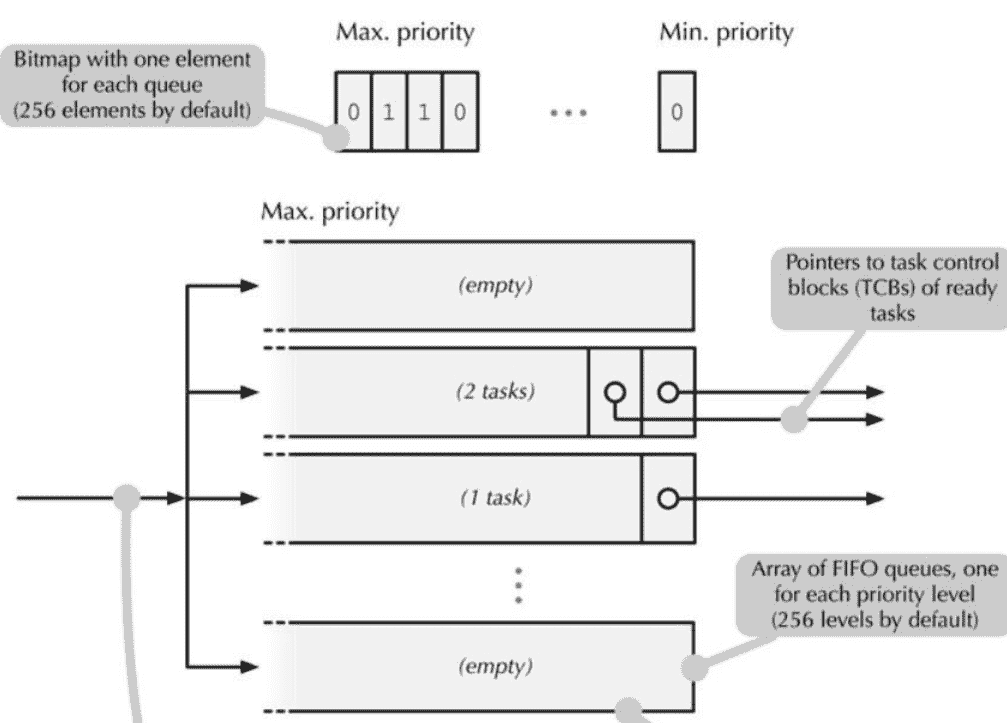 Max. priority
Min. priority
Bitmap with one element
for each queue
(256 elements by default)
0 1 1 0 ... 0
Max. priority
(empty)
Pointers to task control
blocks (TCBs) of ready
tasks
(2 tasks)
(1 task)
Array of FIFO queues, one
for each priority level
(256 levels by default)
(empty)